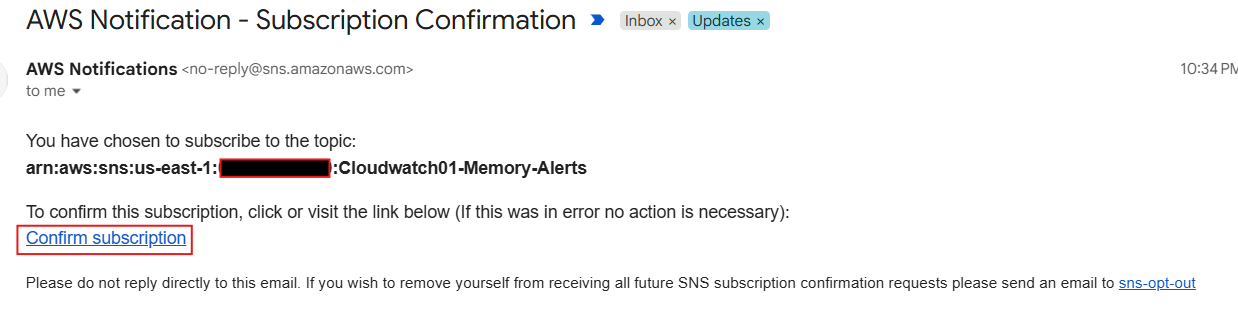 AWS Notification - Subscription Confirmation Inbox × Updates ×
AWS Notifications <no-reply@sns.amazonaws.com> 10:34 PM
to me
You have chosen to subscribe to the topic:
arn:aws:sns:us-east-1: :Cloudwatch01-Memory-Alerts
To confirm this subscription, click or visit the link below (If this was in error no action is necessary):
Confirm subscription
Please do not reply directly to this email. If you wish to remove yourself from receiving all future SNS subscription confirmation requests please send an email to sns-opt-out